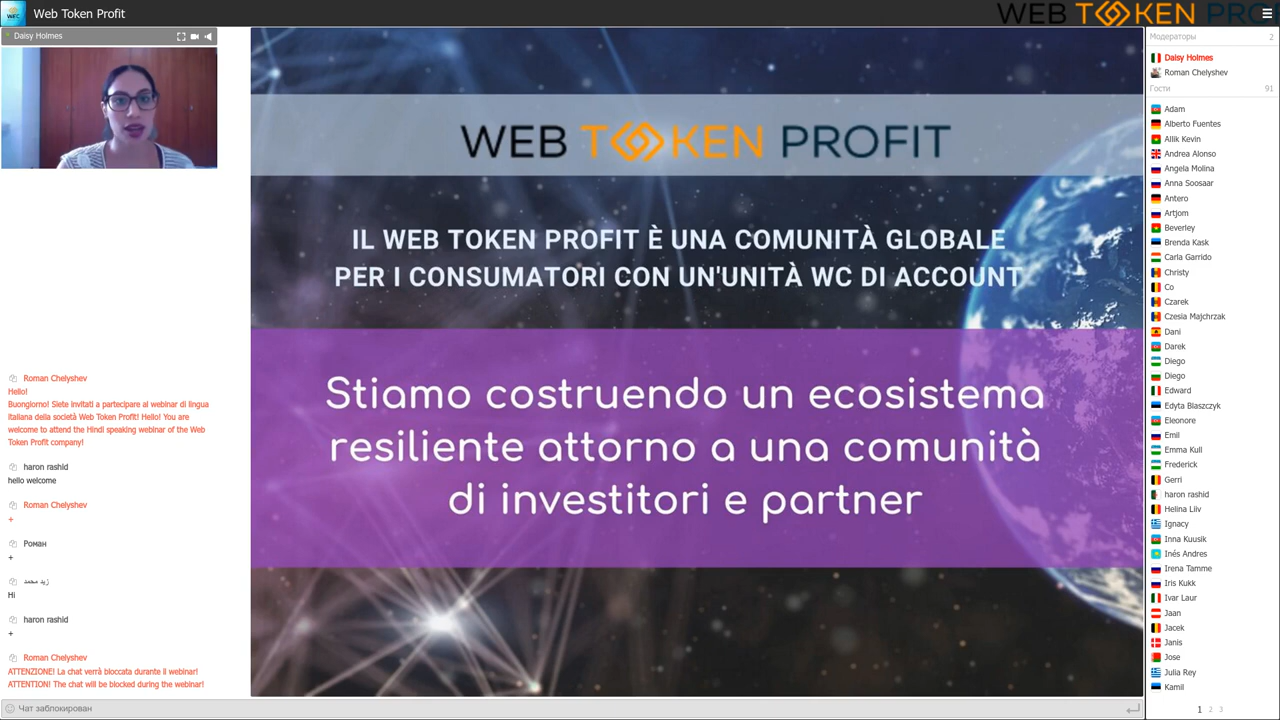 Web Token Profit
WEB TOKEN PROF
Daisy Holmes
Roman Chelyshev
Hello!
Buongiorno! Siete invitati a partecipare al webinar di lingua
italiana della società Web Token Profit! Hello! You are
welcome to attend the Hindi speaking webinar of the Web
Token Profit company!
haron rashid
hello welcome
Roman Chelyshev
+
Роман
+
زيد محمد
Hi
haron rashid
+
Roman Chelyshev
ATTENZIONE! La chat verrà bloccata durante il webinar!
ATTENTION! The chat will be blocked during the webinar!
Чат заблокирован
WEB TOKEN PROFIT
IL WEB TOKEN PROFIT È UNA COMUNITÀ GLOBALE
PER I CONSUMATORI CON UN'UNITÀ WC DI ACCOUNT
Stiamo costruendo un ecosistema
resiliente attorno a una comunità
di investitori e partner
Модераторы 2
Daisy Holmes
Roman Chelyshev
Гости 91
Adam
Alberto Fuentes
Allik Kevin
Andrea Alonso
Angela Molina
Anna Soosaar
Antero
Artjom
Beverley
Brenda Kask
Carla Garrido
Christy
Co
Czarek
Czesia Majchrzak
Dani
Darek
Diego
Diego
Edward
Edyta Blaszczyk
Eleonore
Emil
Emma Kull
Frederick
Gerri
haron rashid
Helina Liiv
Ignacy
Inna Kuusik
Inés Andres
Irena Tamme
Iris Kukk
Ivar Laur
Jaan
Jacek
Janis
Jose
Julia Rey
Kamil
1 2 3